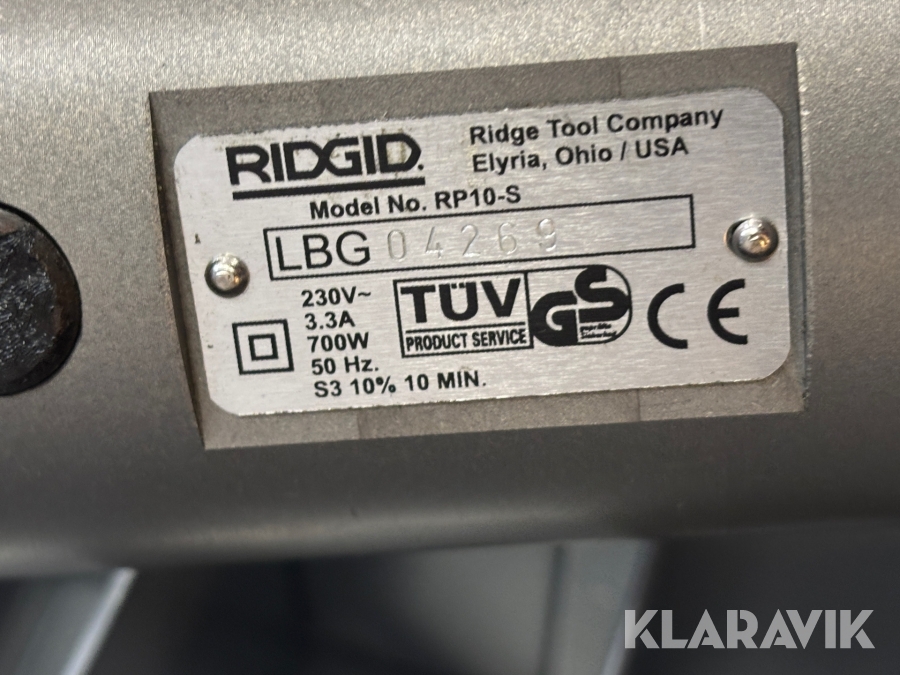 RIDGID.
Ridge Tool Company
Elyria, Ohio / USA
Model No. RP10-S
LBG 04269
230V~
3.3A
700W
50 Hz.
S3 10% 10 MIN.
TÜV
PRODUCT SERVICE
GS
CE
KLARAVIK